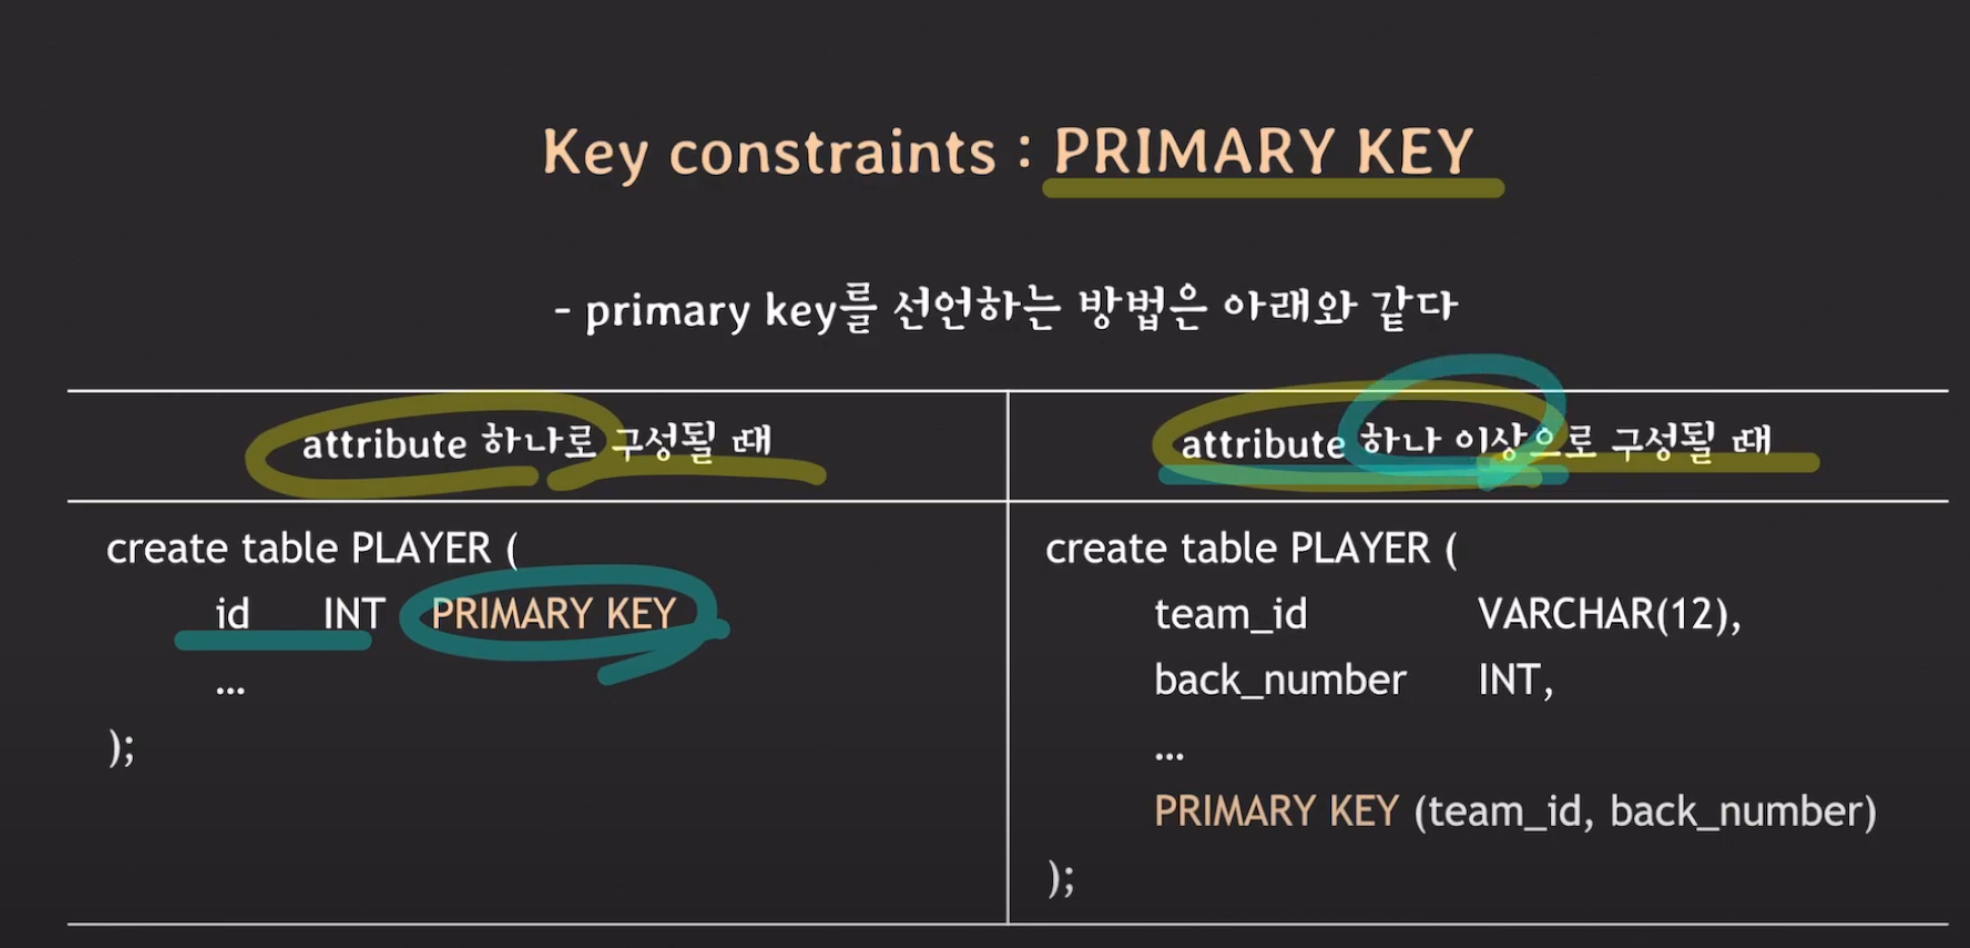 Key constraints : PRIMARY KEY
- primary key를 선언하는 방법은 아래와 같다
attribute 하나로 구성될 때
create table PLAYER (
id INT PRIMARY KEY
...
);
attribute 하나 이상으로 구성될 때
create table PLAYER (
team_id VARCHAR(12),
back_number INT,
...
PRIMARY KEY (team_id, back_number)
);